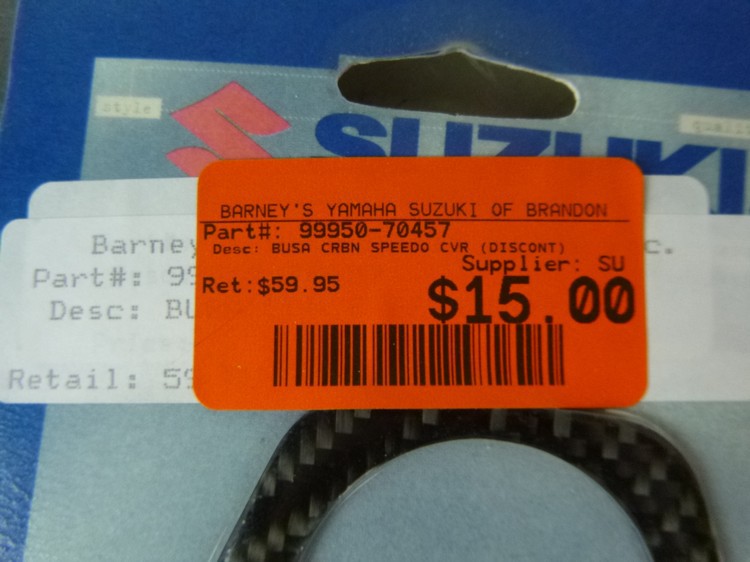 style
quali
SUZUKI
BARNEY'S YAMAHA SUZUKI OF BRANDON
Part#: 99950-70457
Desc: BUSA CRBN SPEEDO CVR (DISCONT)
Supplier: SU
Ret:$59.95
$15.00
Barney
c.
Part#: 99
Desc: BU
Retail: 59